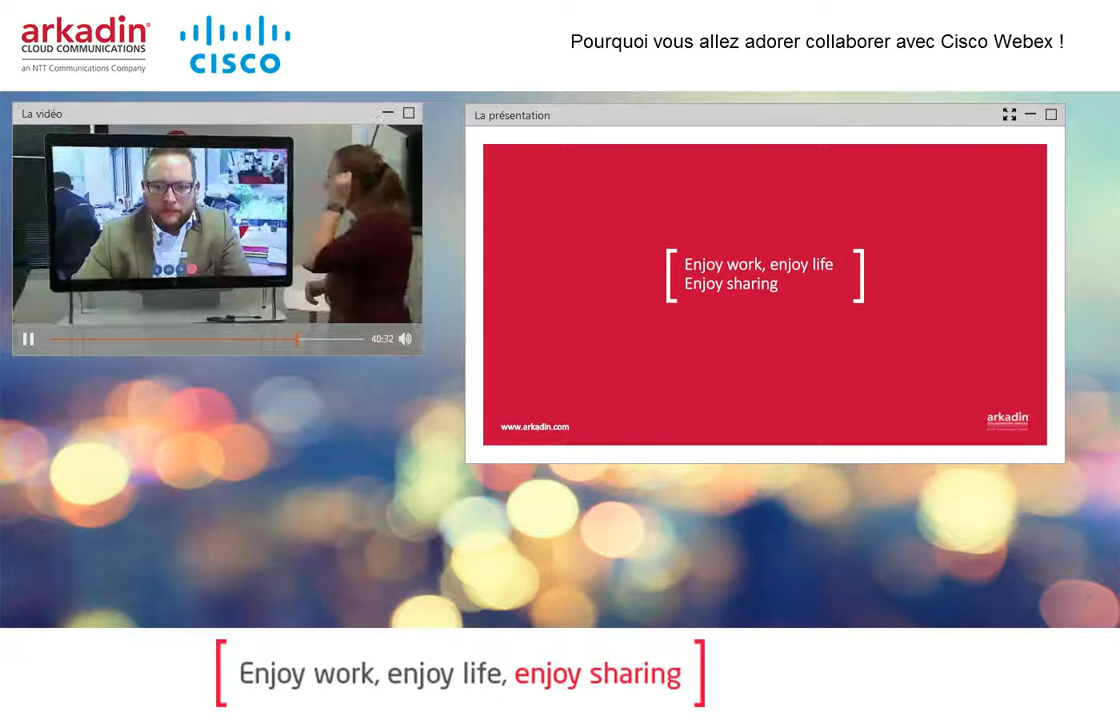 arkadin
CLOUD COMMUNICATIONS
an NTT Communications Company
CISCO
Pourquoi vous allez adorer collaborer avec Cisco Webex !
La vidéo
La présentation
Enjoy work, enjoy life
Enjoy sharing
40:32
www.arkadin.com
arkadin
Enjoy work, enjoy life, enjoy sharing